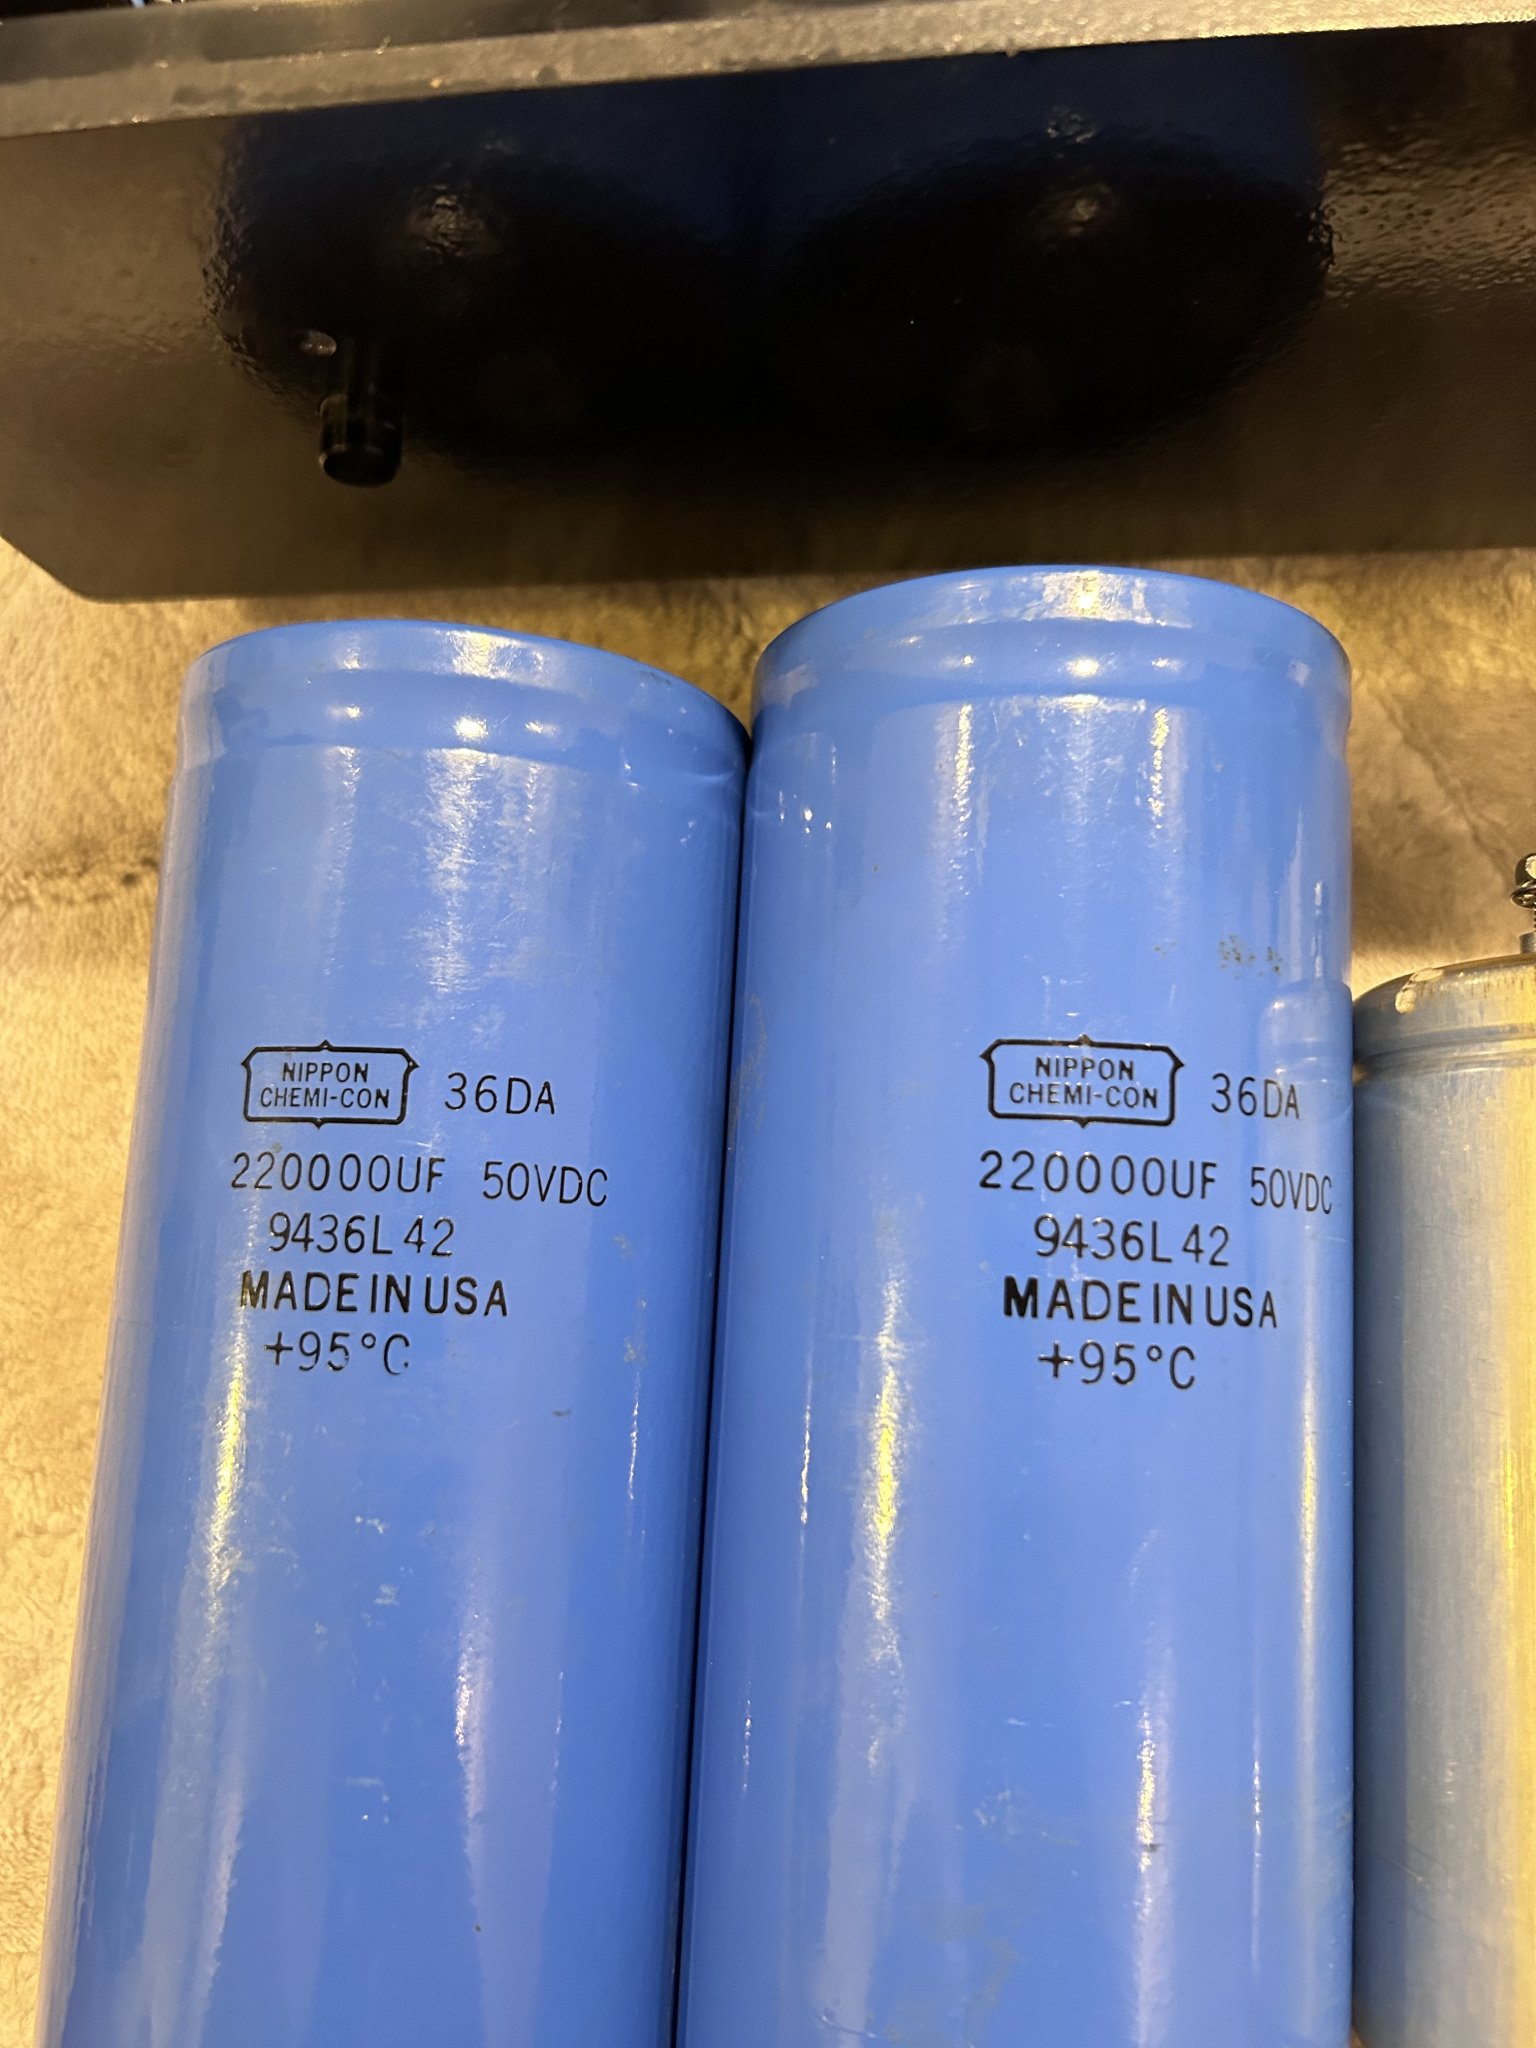 NIPPON
CHEMI-CON 36DA
220000UF 50VDC
9436L42
MADE IN USA
+95°C
NIPPON
CHEMI-CON 36DA
220000UF 50VDC
9436L42
MADE IN USA
+95°C